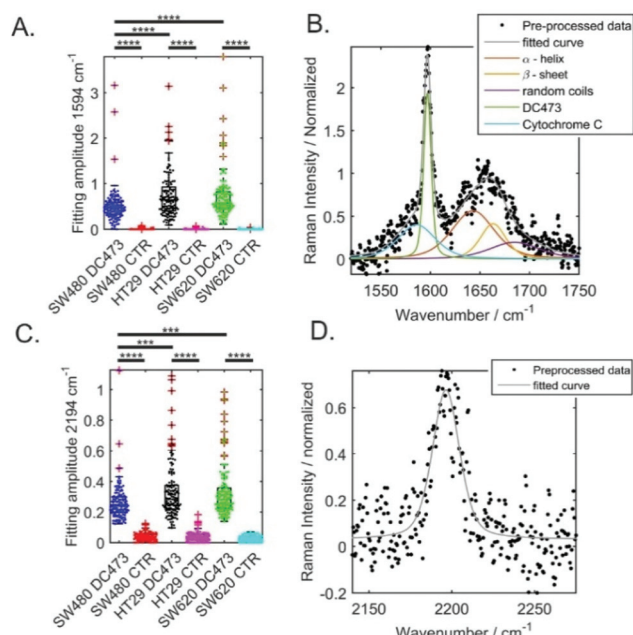 A.
****
****
**** **** ****
Fitting amplitude 1594 cm-1
3
2
1
0
SW480 DC473
SW480 CTR
HT29 DC473
HT29 CTR
SW620 DC473
SW620 CTR
B.
Pre-processed data
fitted curve
α - helix
β - sheet
random coils
DC473
Cytochrome C
Raman Intensity / Normalized
2
1
0.5
0
1550 1600 1650 1700 1750
Wavenumber / cm-1
C.
***
***
**** **** ****
Fitting amplitude 2194 cm-1
1
0.8
0.6
0.4
0.2
0
SW480 DC473
SW480 CTR
HT29 DC473
HT29 CTR
SW620 DC473
SW620 CTR
D.
Preprocessed data
fitted curve
Raman Intensity / normalized
0.6
0.4
0.2
0
-0.2
2150 2200 2250
Wavenumber / cm-1